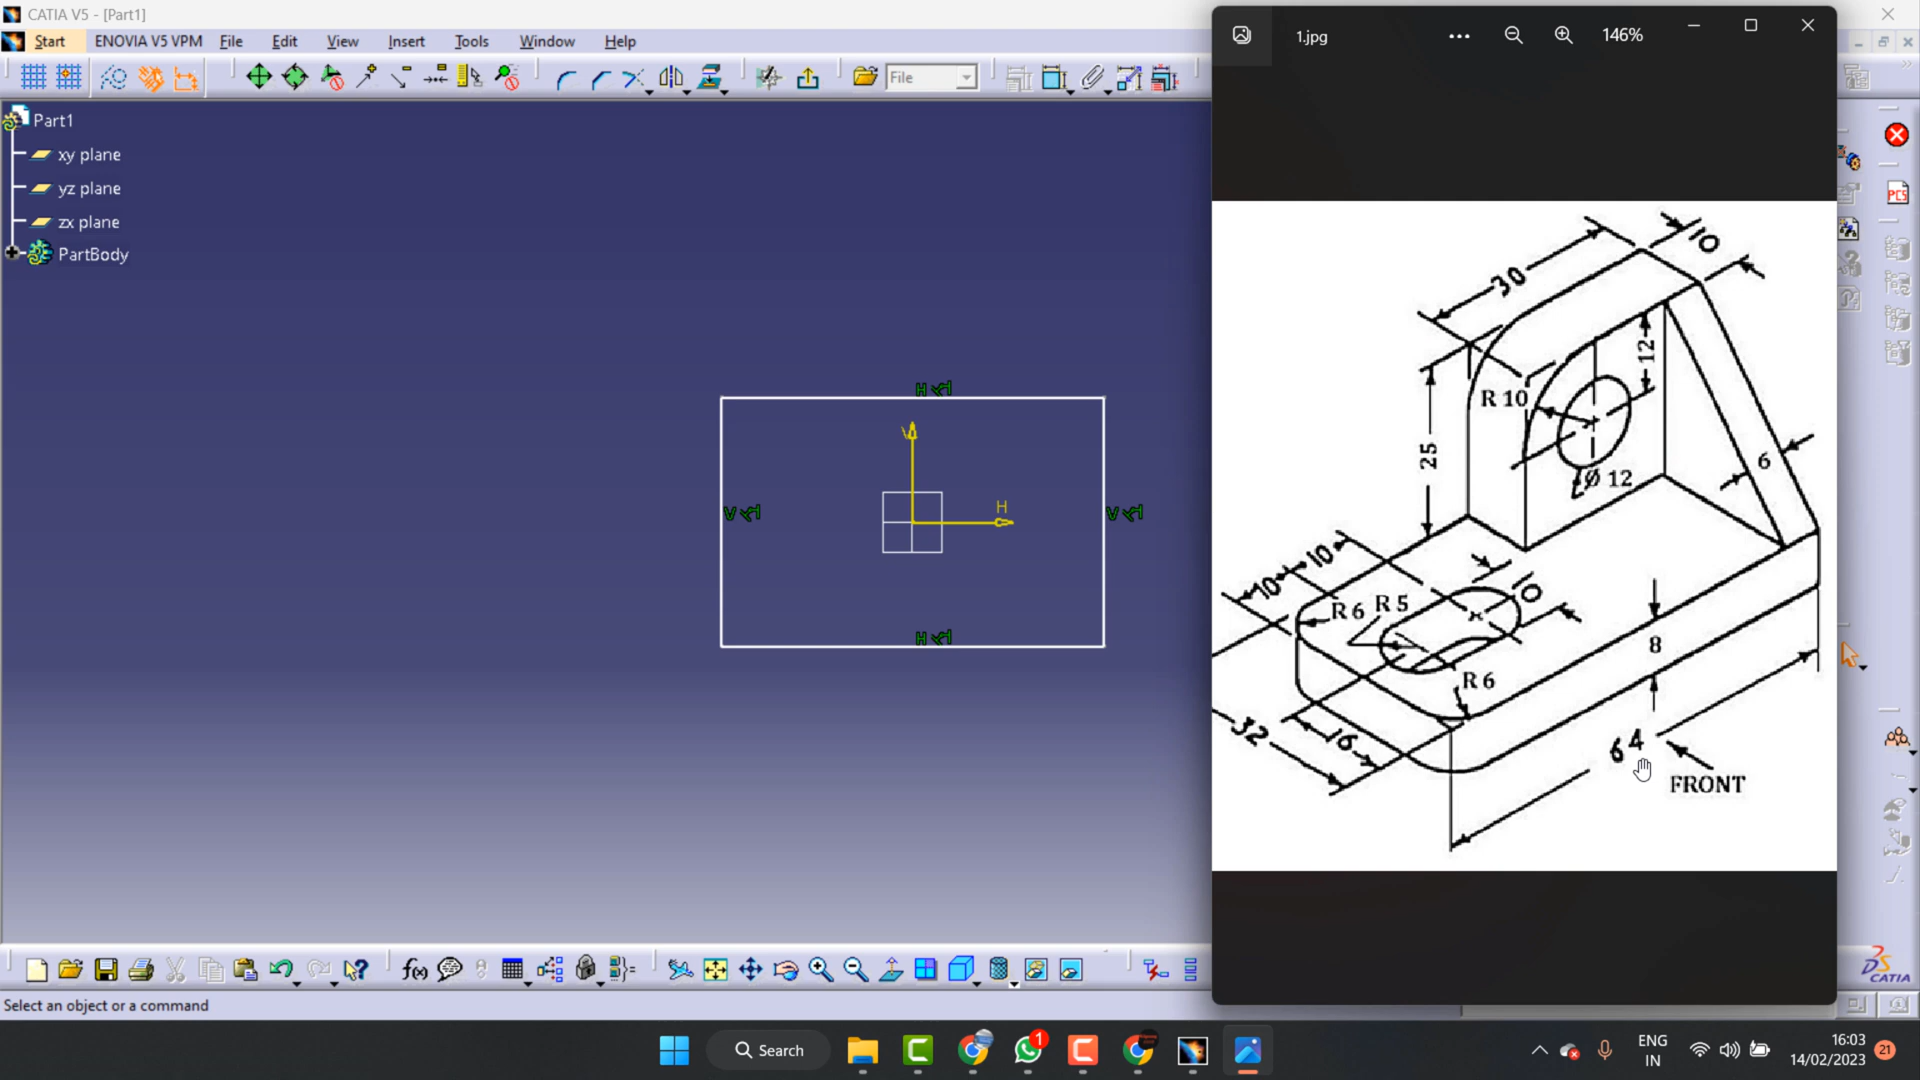 CATIA V5 - [Part1]
Start ENOVIA V5 VPM File Edit View Insert Tools Window Help
File
Part1
xy plane
yz plane
zx plane
PartBody
H
V
V
H
V
H
1.jpg
146%
PCS
10
30
12
R 10
25
Ø 12
6
10
10
10
R 6
R 5
8
R 6
32
16
64
FRONT
f(x)
CATIA
Select an object or a command
Search
1
ENG
IN
16:03
14/02/2023
21